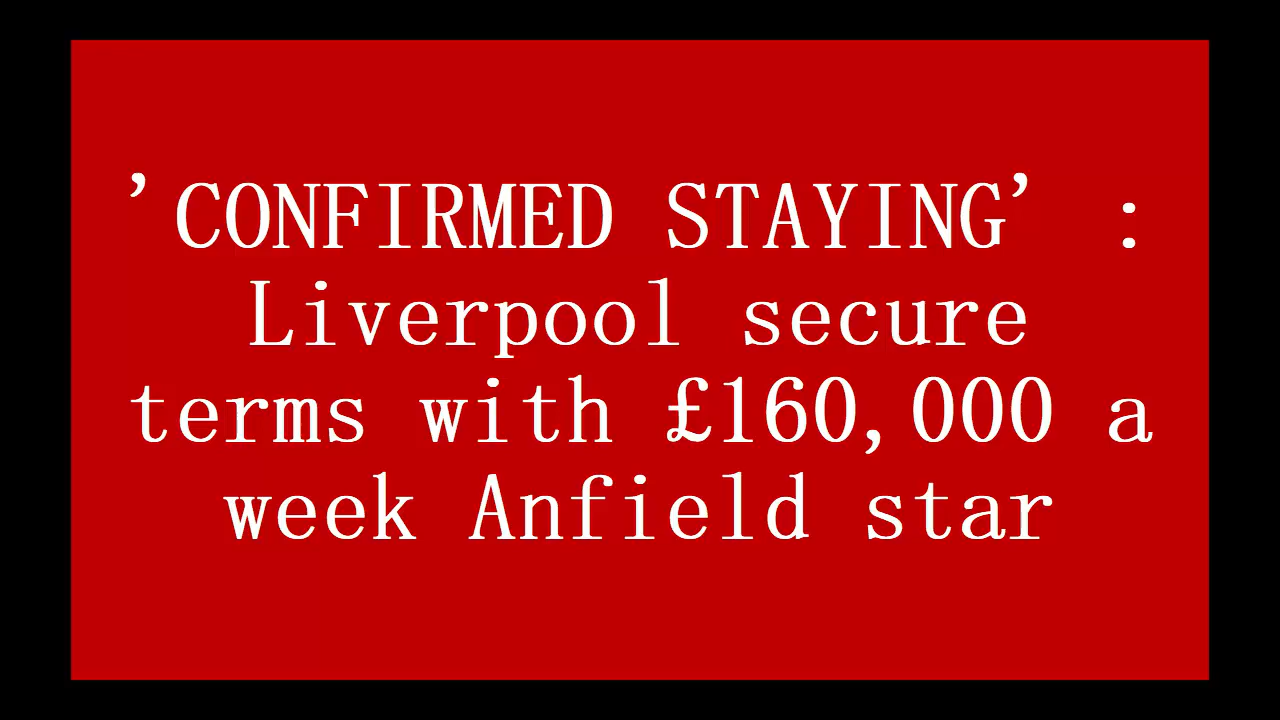 ’CONFIRMED STAYING’ :
Liverpool secure
terms with £160,000 a
week Anfield star